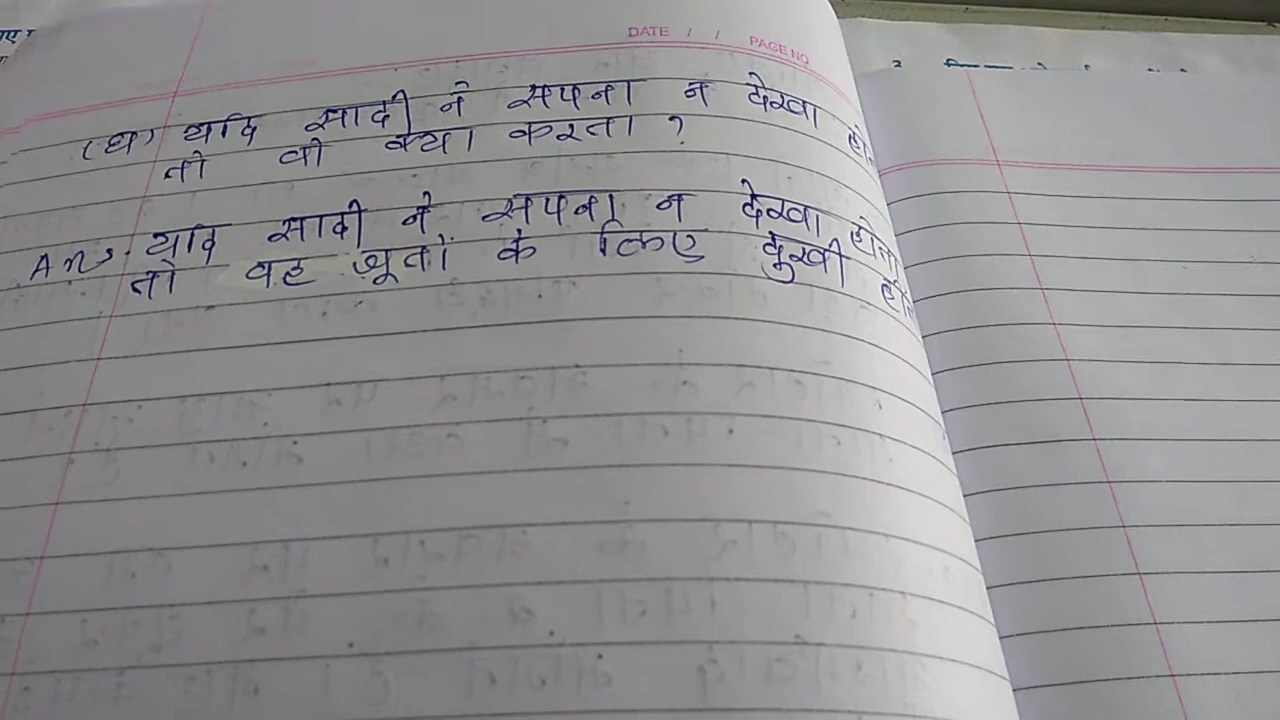 DATE / / PAGE NO
(घ) यदि सादी ने सपना न देखा
तो वो क्या करता ?
Ans. यदि सादी ने सपना न देखा होता
तो वह जूतों के लिए दुखी